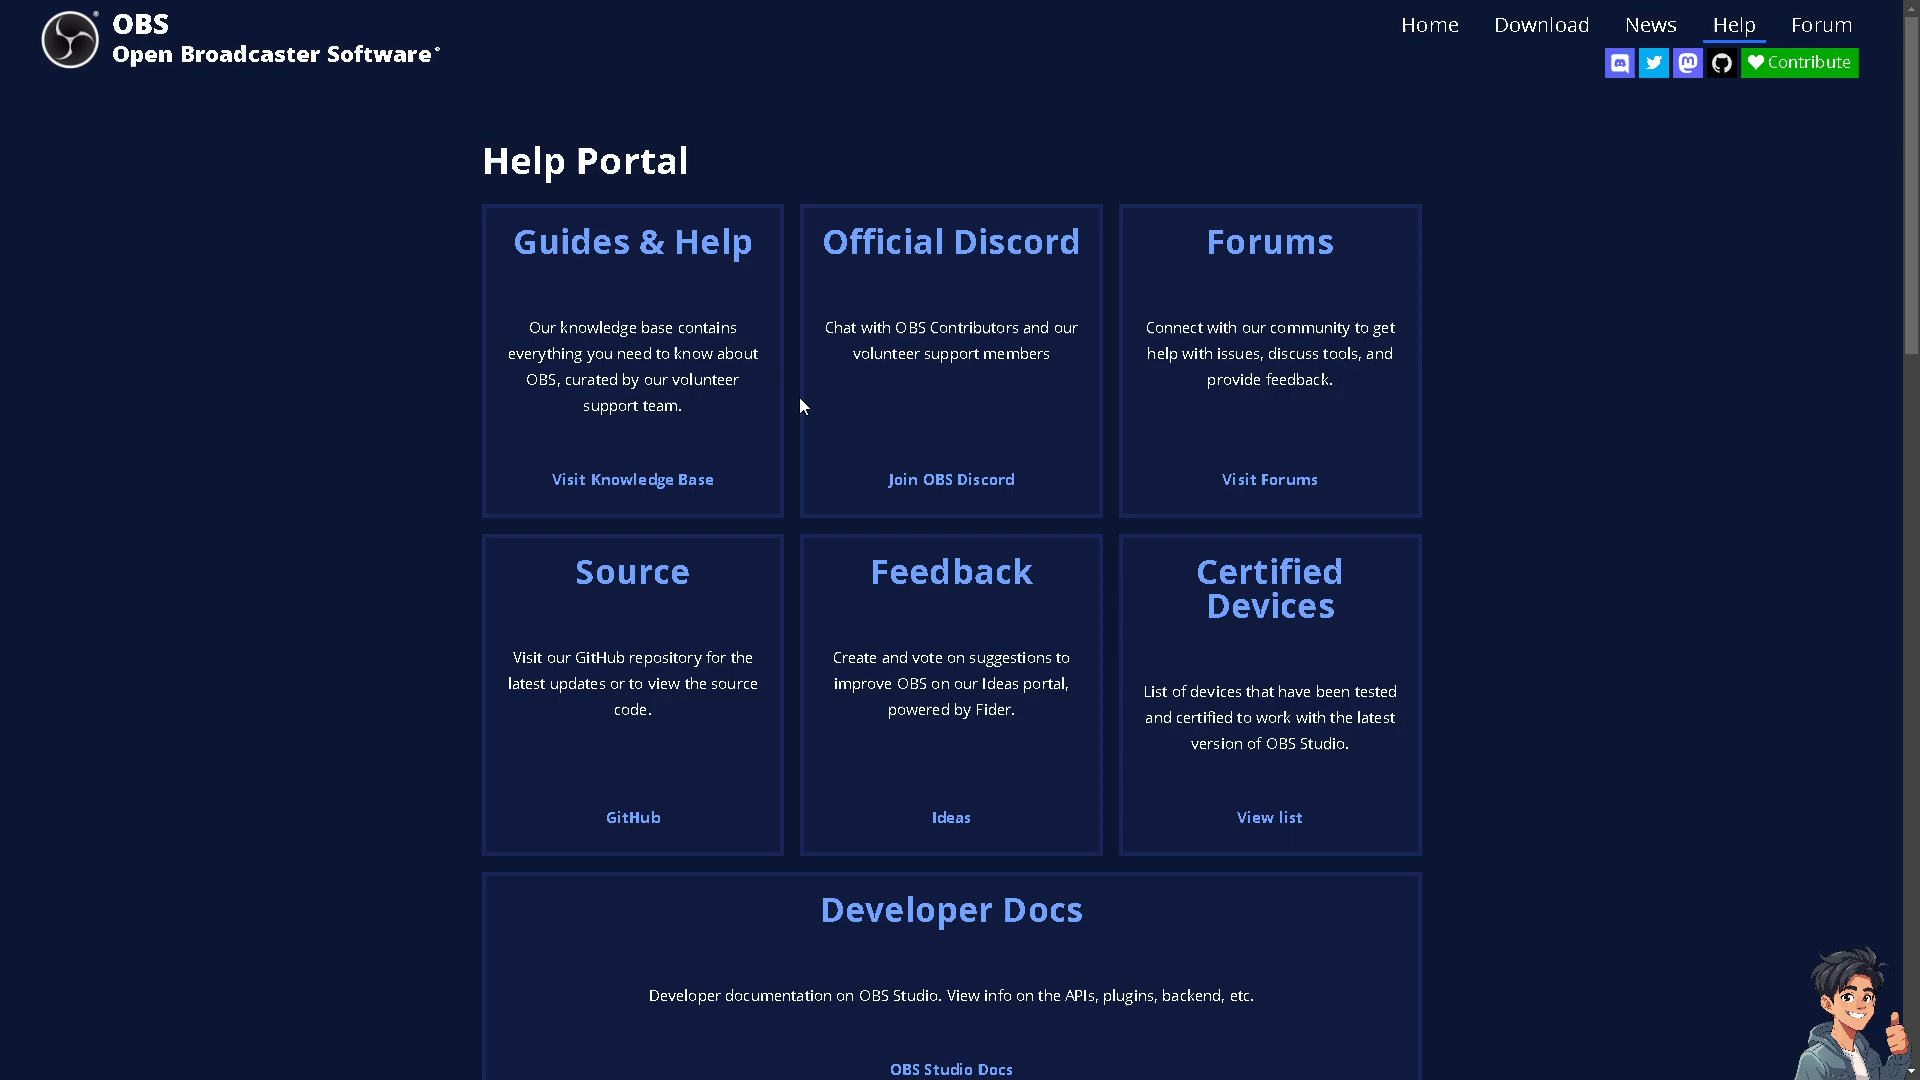 OBS
Open Broadcaster Software
Home
Download
News
Help
Forum
Contribute
Help Portal
Guides & Help
Our knowledge base contains
everything you need to know about
OBS, curated by our volunteer
support team.
Visit Knowledge Base
Official Discord
Chat with OBS Contributors and our
volunteer support members
Join OBS Discord
Forums
Connect with our community to get
help with issues, discuss tools, and
provide feedback.
Visit Forums
Source
Visit our GitHub repository for the
latest updates or to view the source
code.
GitHub
Feedback
Create and vote on suggestions to
improve OBS on our Ideas portal,
powered by Fider.
Ideas
Certified
Devices
List of devices that have been tested
and certified to work with the latest
version of OBS Studio.
View list
Developer Docs
Developer documentation on OBS Studio. View info on the APIs, plugins, backend, etc.
OBS Studio Docs